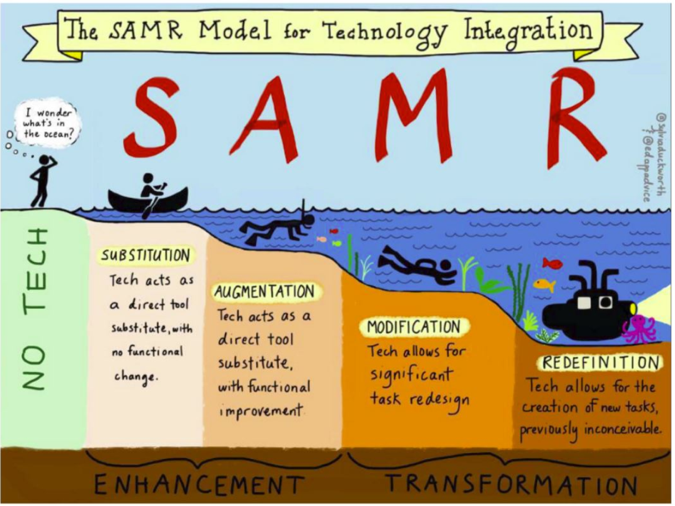 The SAMR Model for Technology Integration
SAMR
I wonder
what's in
the ocean?
@sylviaduckworth
@edappadvice
NO TECH
SUBSTITUTION
Tech acts as
a direct tool
substitute, with
no functional
change.
AUGMENTATION
Tech acts as a
direct tool
substitute,
with functional
improvement.
MODIFICATION
Tech allows for
significant
task redesign
REDEFINITION
Tech allows for the
creation of new tasks,
previously inconceivable.
ENHANCEMENT
TRANSFORMATION